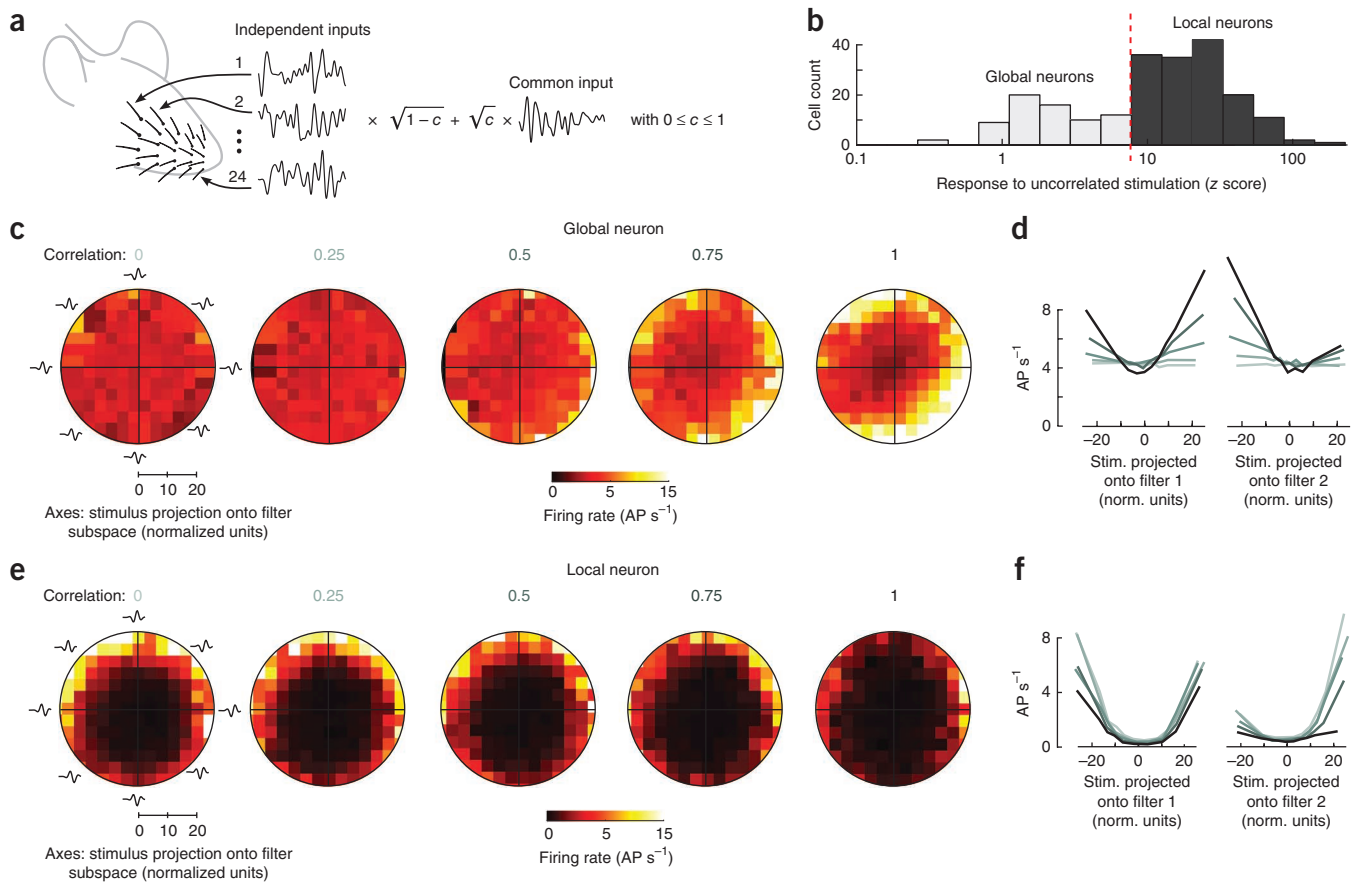 a
Independent inputs
1
2
24
× √1 – c + √c ×
Common input
with 0 ≤ c ≤ 1
b
Local neurons
Global neurons
Cell count
40
20
0
0.1
1
10
100
Response to uncorrelated stimulation (z score)
c
Global neuron
Correlation: 0
0.25
0.5
0.75
1
0 10 20
Axes: stimulus projection onto filter
subspace (normalized units)
0 5 15
Firing rate (AP s–1)
d
AP s–1
8
4
0
–20 0 20
Stim. projected
onto filter 1
(norm. units)
–20 0 20
Stim. projected
onto filter 2
(norm. units)
e
Local neuron
Correlation: 0
0.25
0.5
0.75
1
0 10 20
Axes: stimulus projection onto filter
subspace (normalized units)
0 5 15
Firing rate (AP s–1)
f
AP s–1
8
4
0
–20 0 20
Stim. projected
onto filter 1
(norm. units)
–20 0 20
Stim. projected
onto filter 2
(norm. units)